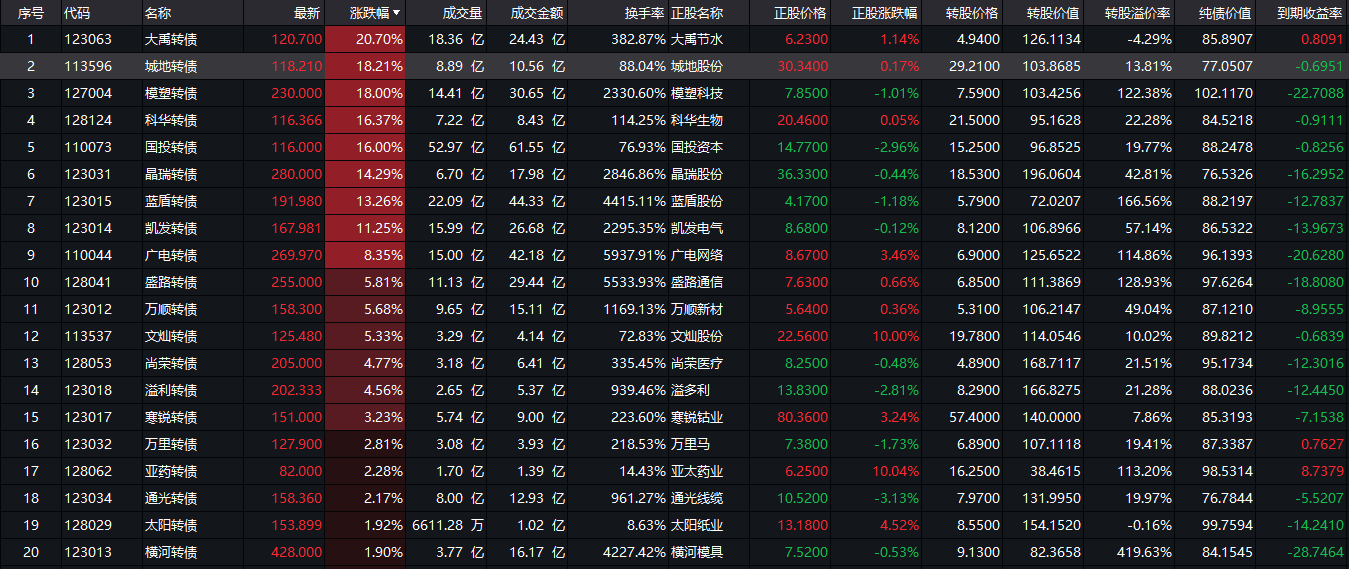 序号 代码 名称 最新 涨跌幅 成交量 成交金额 换手率 正股名称 正股价格 正股涨跌幅 转股价格 转股价值 转股溢价率 纯债价值 到期收益率
1 123063 大禹转债 120.700 20.70% 18.36 亿 24.43 亿 382.87% 大禹节水 6.2300 1.14% 4.9400 126.1134 -4.29% 85.8907 0.8091
2 113596 城地转债 118.210 18.21% 8.89 亿 10.56 亿 88.04% 城地股份 30.3400 0.17% 29.2100 103.8685 13.81% 77.0507 -0.6951
3 127004 模塑转债 230.000 18.00% 14.41 亿 30.65 亿 2330.60% 模塑科技 7.8500 -1.01% 7.5900 103.4256 122.38% 102.1170 -22.7088
4 128124 科华转债 116.366 16.37% 7.22 亿 8.43 亿 114.25% 科华生物 20.4600 0.05% 21.5000 95.1628 22.28% 84.5218 -0.9111
5 110073 国投转债 116.000 16.00% 52.97 亿 61.55 亿 76.93% 国投资本 14.7700 -2.96% 15.2500 96.8525 19.77% 88.2478 -0.8256
6 123031 晶瑞转债 280.000 14.29% 6.70 亿 17.98 亿 2846.86% 晶瑞股份 36.3300 -0.44% 18.5300 196.0604 42.81% 76.5326 -16.2952
7 123015 蓝盾转债 191.980 13.26% 22.09 亿 44.33 亿 4415.11% 蓝盾股份 4.1700 -1.18% 5.7900 72.0207 166.56% 88.2197 -12.7837
8 123014 凯发转债 167.981 11.25% 15.99 亿 26.68 亿 2295.35% 凯发电气 8.6800 -0.12% 8.1200 106.8966 57.14% 86.5322 -13.9673
9 110044 广电转债 269.970 8.35% 15.00 亿 42.18 亿 5937.91% 广电网络 8.6700 3.46% 6.9000 125.6522 114.86% 96.1393 -20.6280
10 128041 盛路转债 255.000 5.81% 11.13 亿 29.44 亿 5533.93% 盛路通信 7.6300 0.66% 6.8500 111.3869 128.93% 97.6264 -18.8080
11 123012 万顺转债 158.300 5.68% 9.65 亿 15.11 亿 1169.13% 万顺新材 5.6400 0.36% 5.3100 106.2147 49.04% 87.1210 -8.9555
12 113537 文灿转债 125.480 5.33% 3.29 亿 4.14 亿 72.83% 文灿股份 22.5600 10.00% 19.7800 114.0546 10.02% 89.8212 -0.6839
13 128053 尚荣转债 205.000 4.77% 3.18 亿 6.41 亿 335.45% 尚荣医疗 8.2500 -0.48% 4.8900 168.7117 21.51% 95.1734 -12.3016
14 123018 溢利转债 202.333 4.56% 2.65 亿 5.37 亿 939.46% 溢多利 13.8300 -2.81% 8.2900 166.8275 21.28% 88.0236 -12.4450
15 123017 寒锐转债 151.000 3.23% 5.74 亿 9.00 亿 223.60% 寒锐钴业 80.3600 3.24% 57.4000 140.0000 7.86% 85.3193 -7.1538
16 123032 万里转债 127.900 2.81% 3.08 亿 3.93 亿 218.53% 万里马 7.3800 -1.73% 6.8900 107.1118 19.41% 87.3387 0.7627
17 128062 亚药转债 82.000 2.28% 1.70 亿 1.39 亿 14.43% 亚太药业 6.2500 10.04% 16.2500 38.4615 113.20% 98.5314 8.7379
18 123034 通光转债 158.360 2.17% 8.00 亿 12.93 亿 961.27% 通光线缆 10.5200 -3.13% 7.9700 131.9950 19.97% 76.7844 -5.5207
19 128029 太阳转债 153.899 1.92% 6611.28 万 1.02 亿 8.63% 太阳纸业 13.1800 4.52% 8.5500 154.1520 -0.16% 99.7594 -14.2410
20 123013 横河转债 428.000 1.90% 3.77 亿 16.17 亿 4227.42% 横河模具 7.5200 -0.53% 9.1300 82.3658 419.63% 84.1545 -28.7464